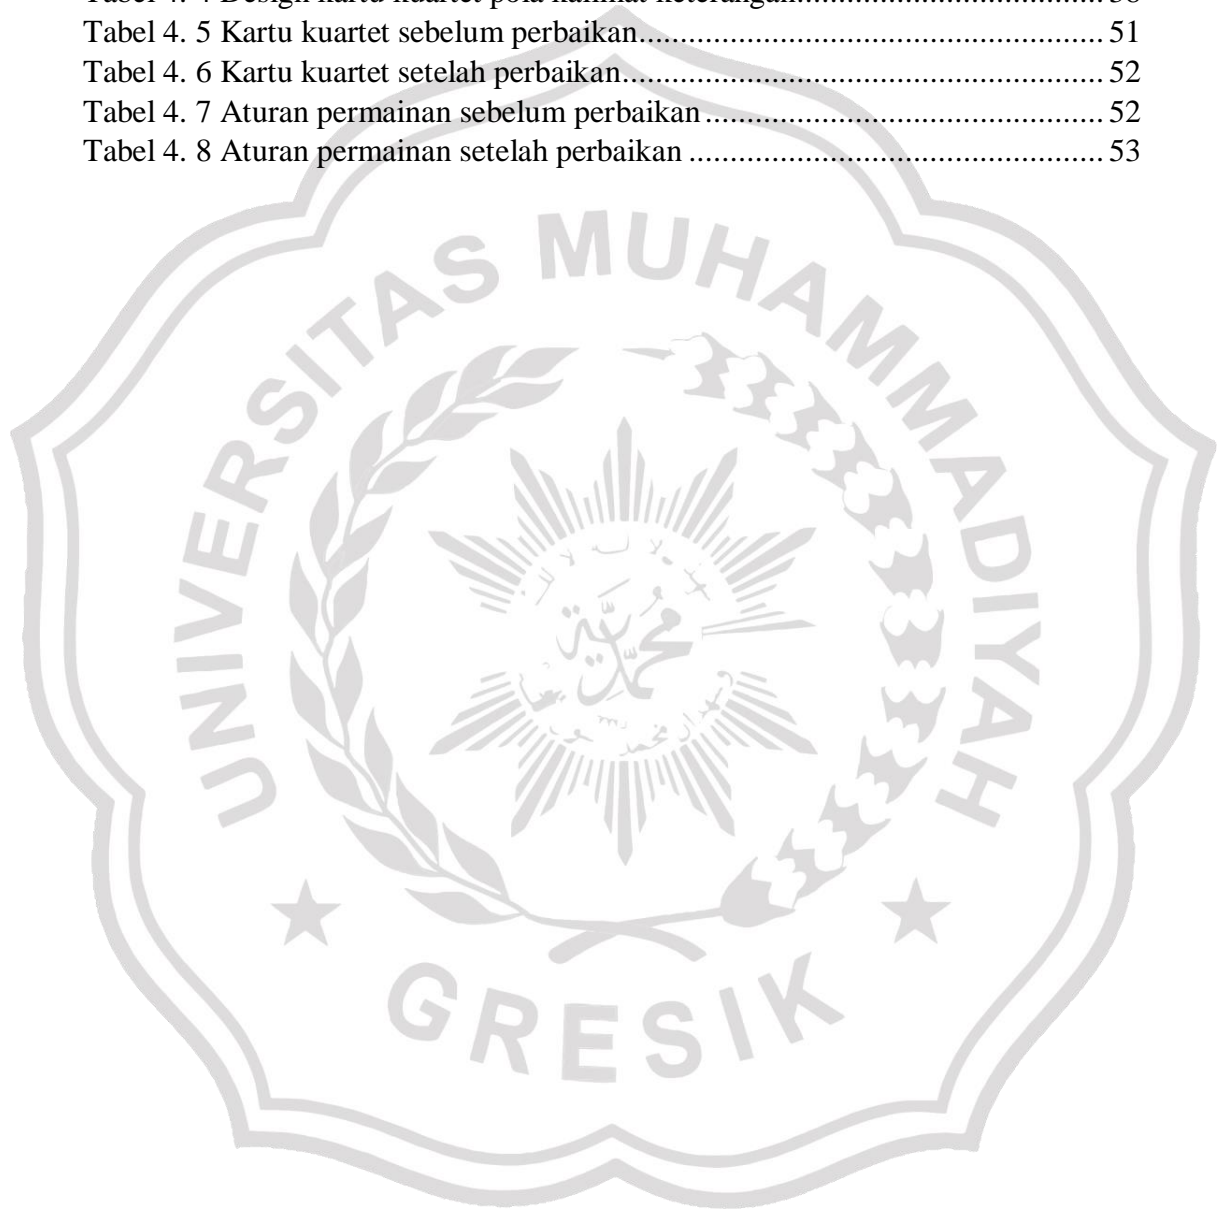 Tabel 4. 5 Kartu kuartet sebelum perbaikan........................................................ 51
Tabel 4. 6 Kartu kuartet setelah perbaikan.......................................................... 52
Tabel 4. 7 Aturan permainan sebelum perbaikan ................................................ 52
Tabel 4. 8 Aturan permainan setelah perbaikan .................................................. 53
UNIVERSITAS MUHAMMADIYAH
محمدية
GRESIK